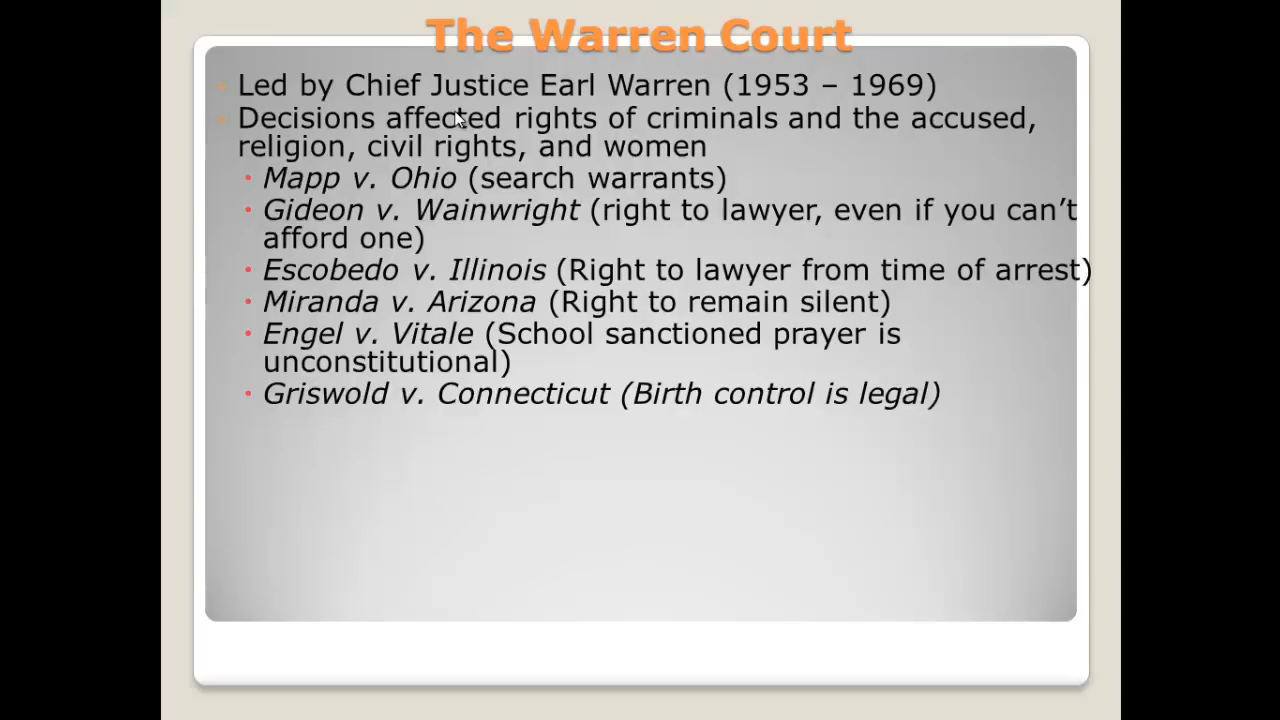 The Warren Court
Led by Chief Justice Earl Warren (1953 – 1969)
Decisions affected rights of criminals and the accused,
religion, civil rights, and women
Mapp v. Ohio (search warrants)
Gideon v. Wainwright (right to lawyer, even if you can’t
afford one)
Escobedo v. Illinois (Right to lawyer from time of arrest)
Miranda v. Arizona (Right to remain silent)
Engel v. Vitale (School sanctioned prayer is
unconstitutional)
Griswold v. Connecticut (Birth control is legal)